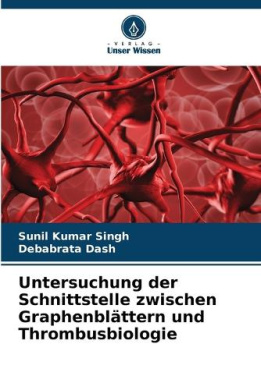 - VERLAG -
Unser Wissen
Sunil Kumar Singh
Debabrata Dash
Untersuchung der
Schnittstelle zwischen
Graphenblättern und
Thrombusbiologie